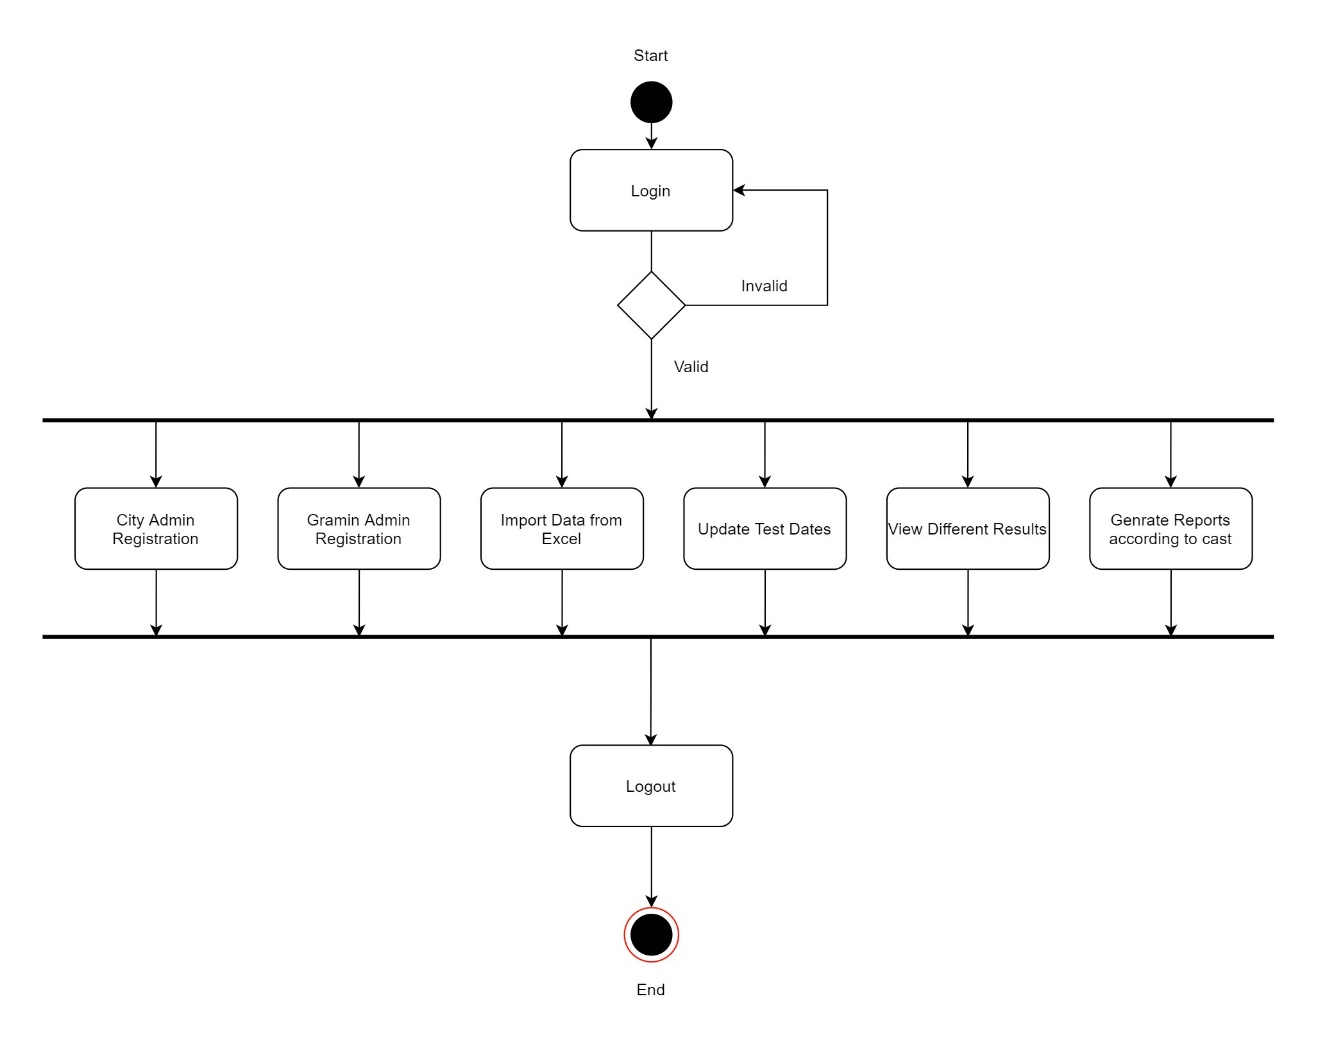 Start
Login
Invalid
Valid
City Admin
Registration
Gramin Admin
Registration
Import Data from
Excel
Update Test Dates
View Different Results
Genrate Reports
according to cast
Logout
End